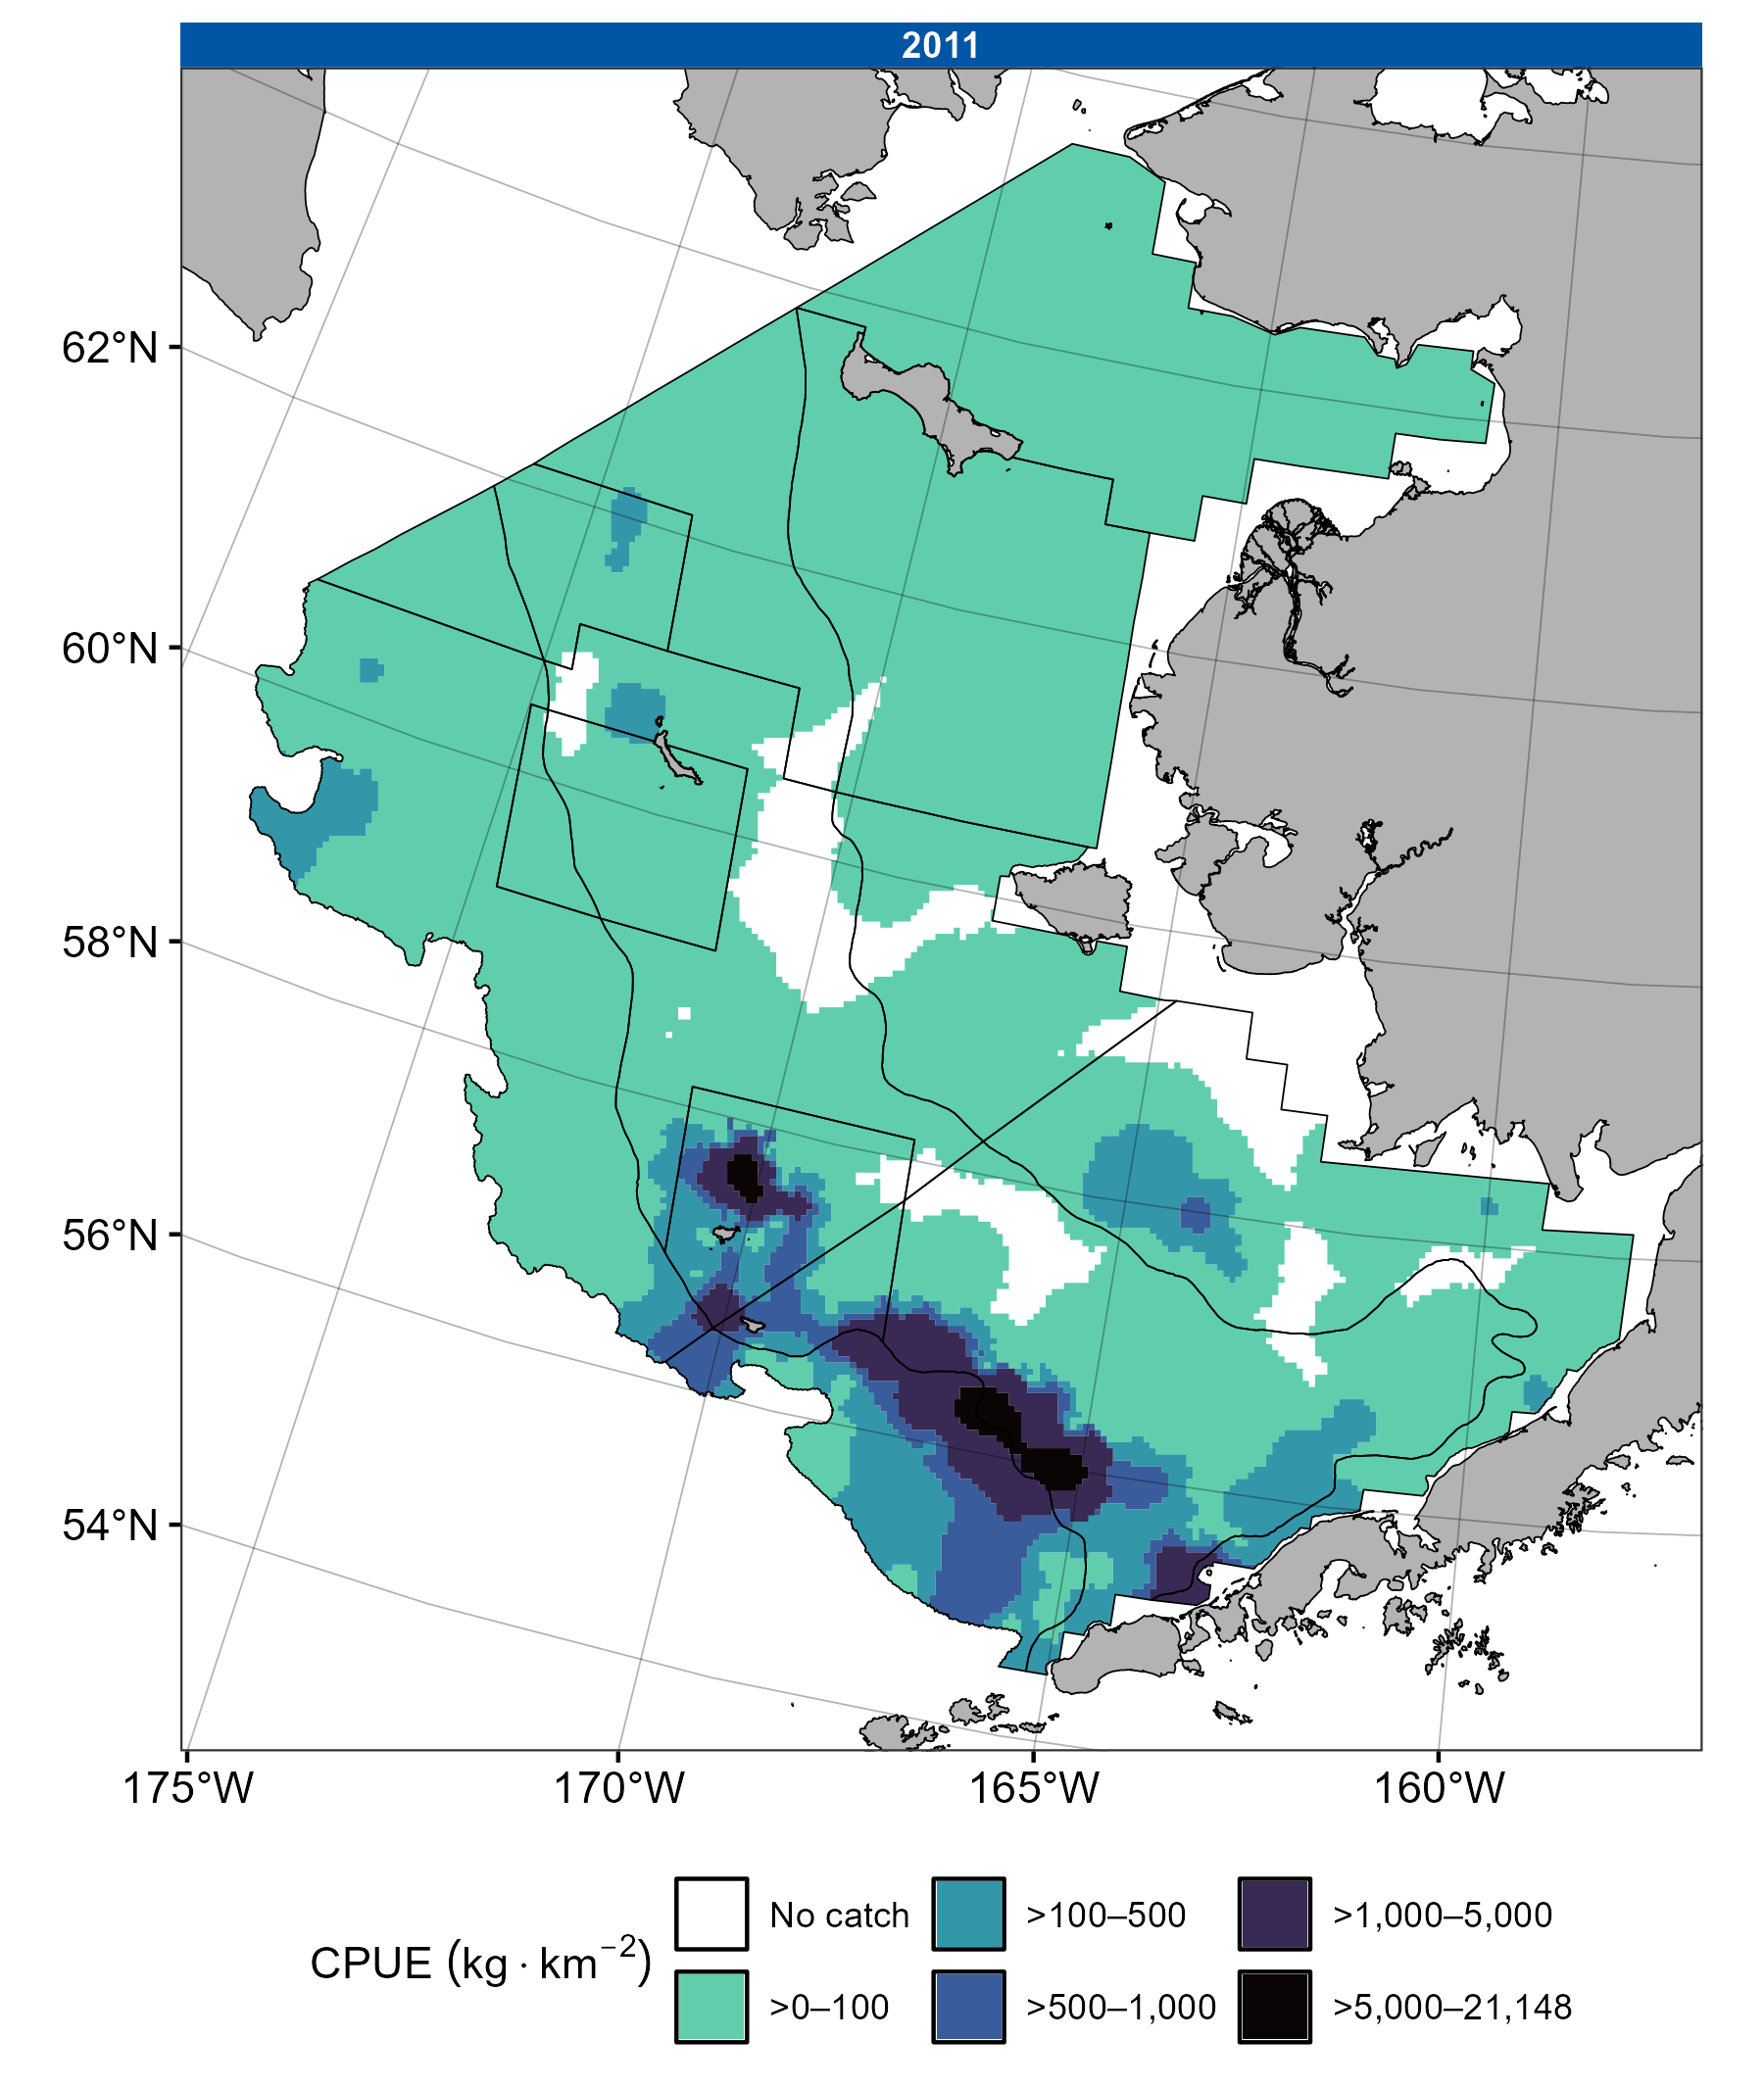 2011
62°N
60°N
58°N
56°N
54°N
175°W 170°W 165°W 160°W
CPUE (kg · km⁻²)
No catch >100–500 >1,000–5,000
>0–100 >500–1,000 >5,000–21,148